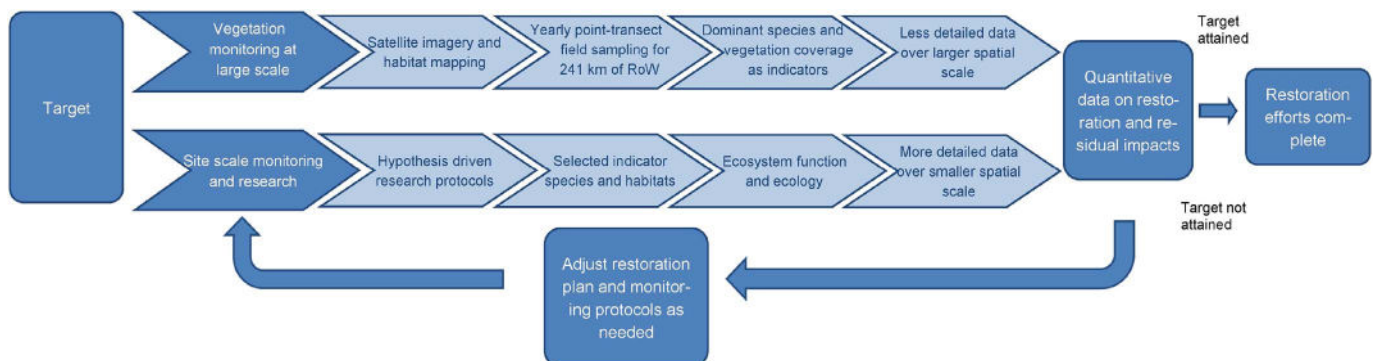 Target
Vegetation
monitoring at
large scale
Satellite imagery and
habitat mapping
Yearly point-transect
field sampling for
241 km of RoW
Dominant species and
vegetation coverage
as indicators
Less detailed data
over larger spatial
scale
Site scale monitoring
and research
Hypothesis driven
research protocols
Selected indicator
species and habitats
Ecosystem function
and ecology
More detailed data
over smaller spatial
scale
Quantitative
data on resto-
ration and re-
sidual impacts
Target
attained
Restoration
efforts com-
plete
Target not
attained
Adjust restoration
plan and monitor-
ing protocols as
needed